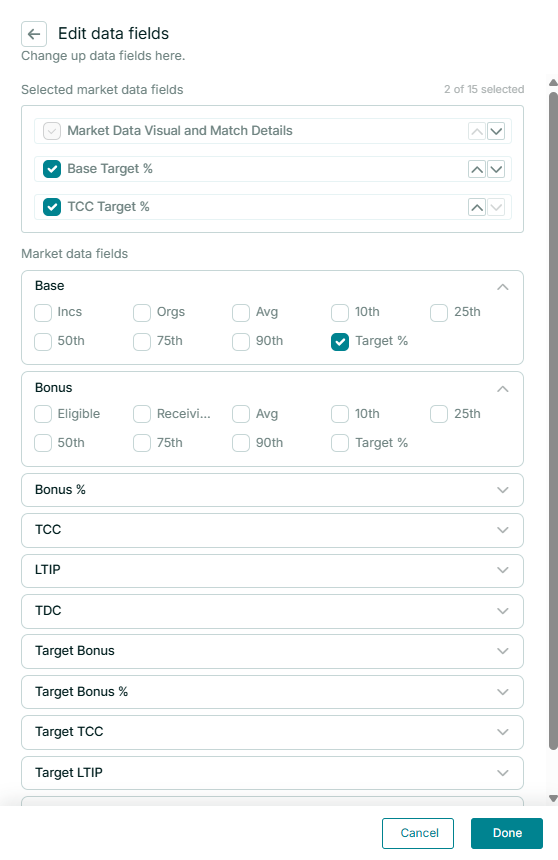 Edit data fields
Change up data fields here.
Selected market data fields 2 of 15 selected
Market Data Visual and Match Details
Base Target %
TCC Target %
Market data fields
Base
Incs Orgs Avg 10th 25th
50th 75th 90th Target %
Bonus
Eligible Receivi... Avg 10th 25th
50th 75th 90th Target %
Bonus %
TCC
LTIP
TDC
Target Bonus
Target Bonus %
Target TCC
Target LTIP
Cancel Done